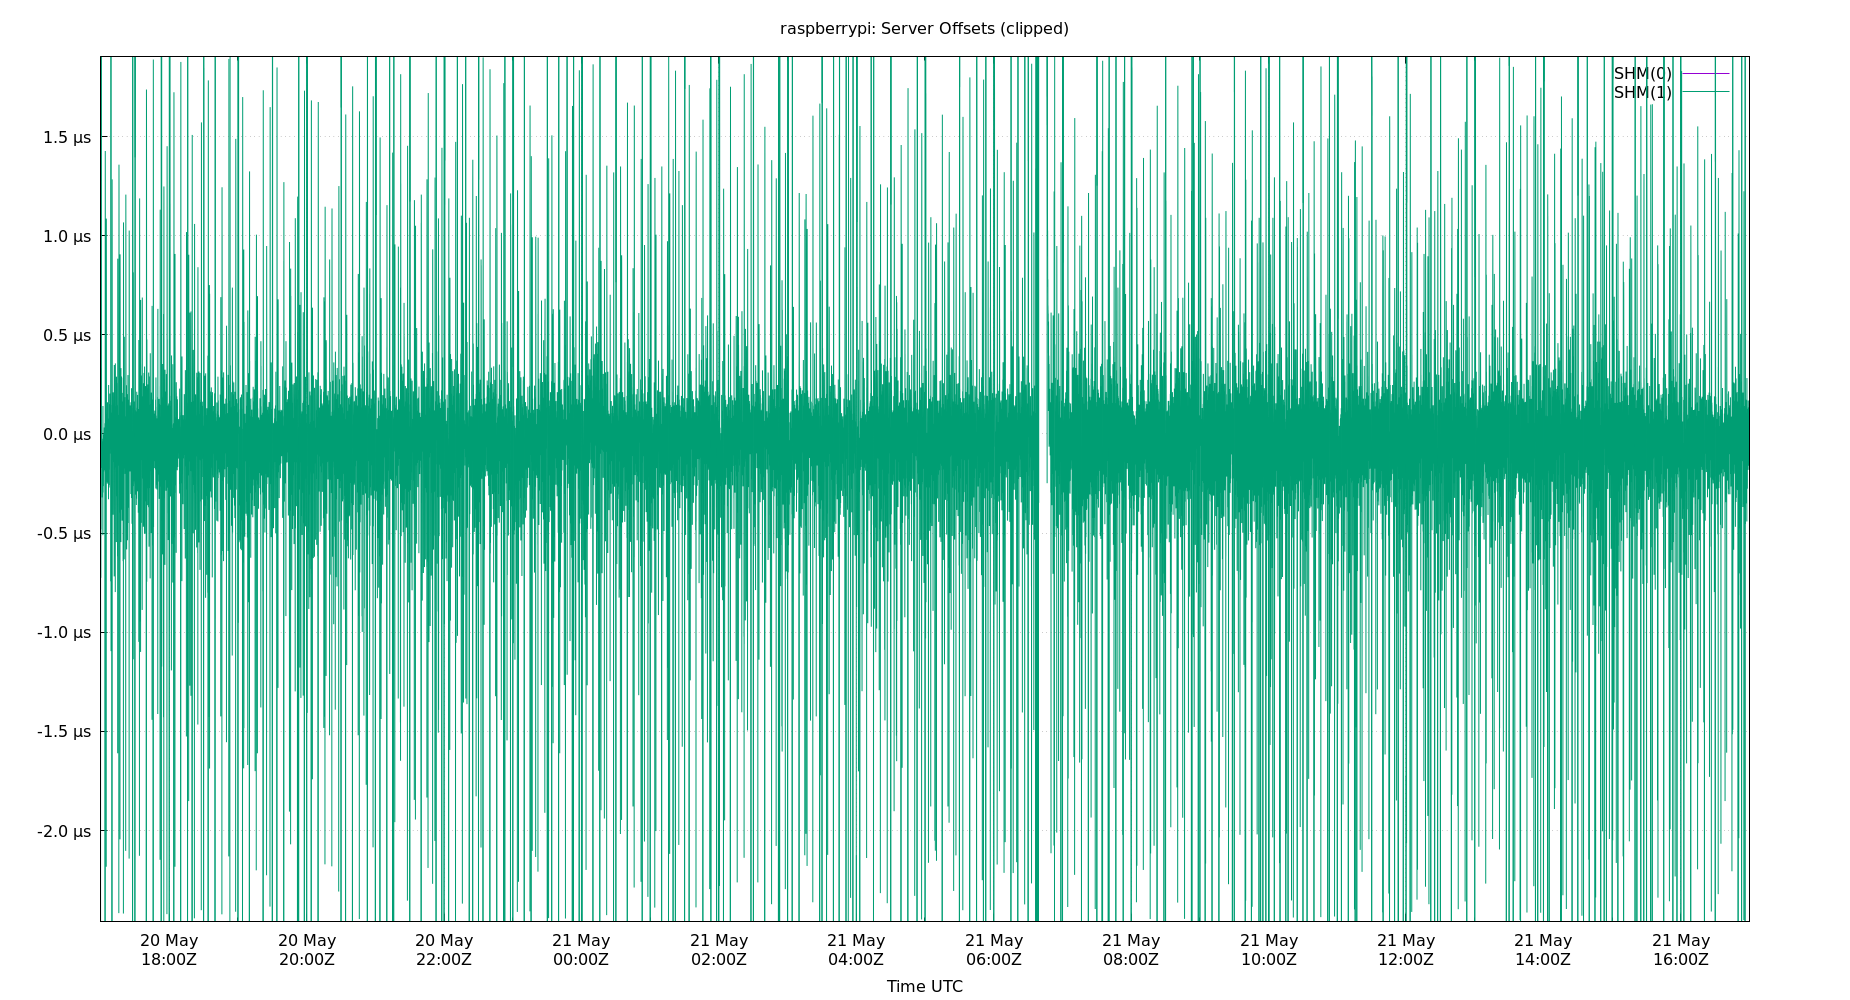 raspberrypi: Server Offsets (clipped)
SHM(0)
SHM(1)
1.5 µs
1.0 µs
0.5 µs
0.0 µs
-0.5 µs
-1.0 µs
-1.5 µs
-2.0 µs
20 May 20 May 20 May 21 May 21 May 21 May 21 May 21 May 21 May 21 May 21 May 21 May
18:00Z 20:00Z 22:00Z 00:00Z 02:00Z 04:00Z 06:00Z 08:00Z 10:00Z 12:00Z 14:00Z 16:00Z
Time UTC